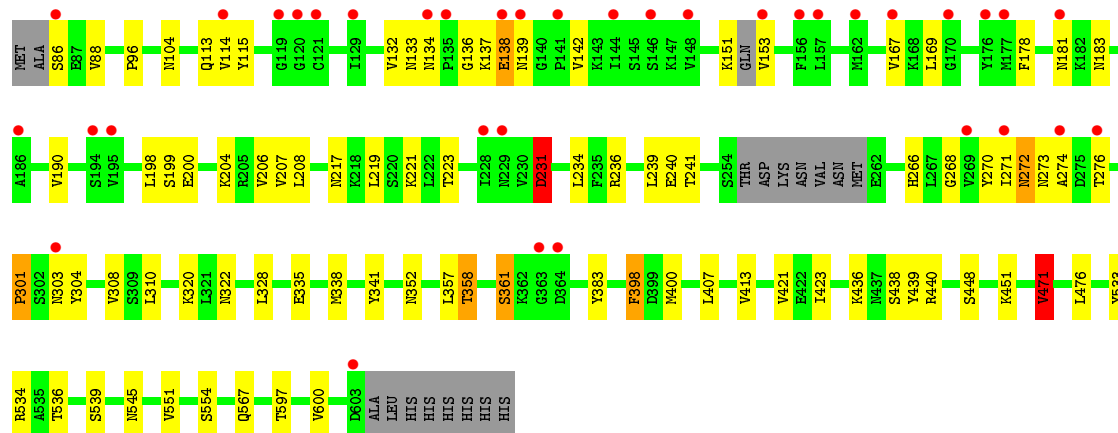 MET ALA S86 E87 V88 P96 N104 Q113 V114 Y115 G119 G120 C121 I129 V132 N133 N134 P135 G136 K137 E138 N139 G140 P141 V142 K143 I144 S145 S146 K147 V148 K151 GLN V153 F156 L157 M162 V167 K168 L169 G170 Y176 M177 F178 N181 K182 N183
A186 V190 S194 V195 L198 S199 E200 K204 R205 V206 V207 L208 N217 K218 L219 S220 K221 L222 T223 I228 N229 V230 D231 L234 F235 R236 L239 E240 T241 S254 THR ASP LYS ASN VAL ASN MET E262 H266 L267 G268 V269 Y270 I271 N272 N273 A274 D275 T276
P301 S302 N303 Y304 V308 S309 L310 K320 L321 N322 L328 E335 M338 Y341 N352 L357 T358 S361 K362 G363 D364 Y383 F398 D399 M400 L407 V413 V421 E422 I423 K436 N437 S438 Y439 R440 S448 K451 V471 L476 Y533
R534 A535 T536 S539 N545 V551 S554 Q567 T597 V600 D603 ALA LEU HIS HIS HIS HIS HIS HIS